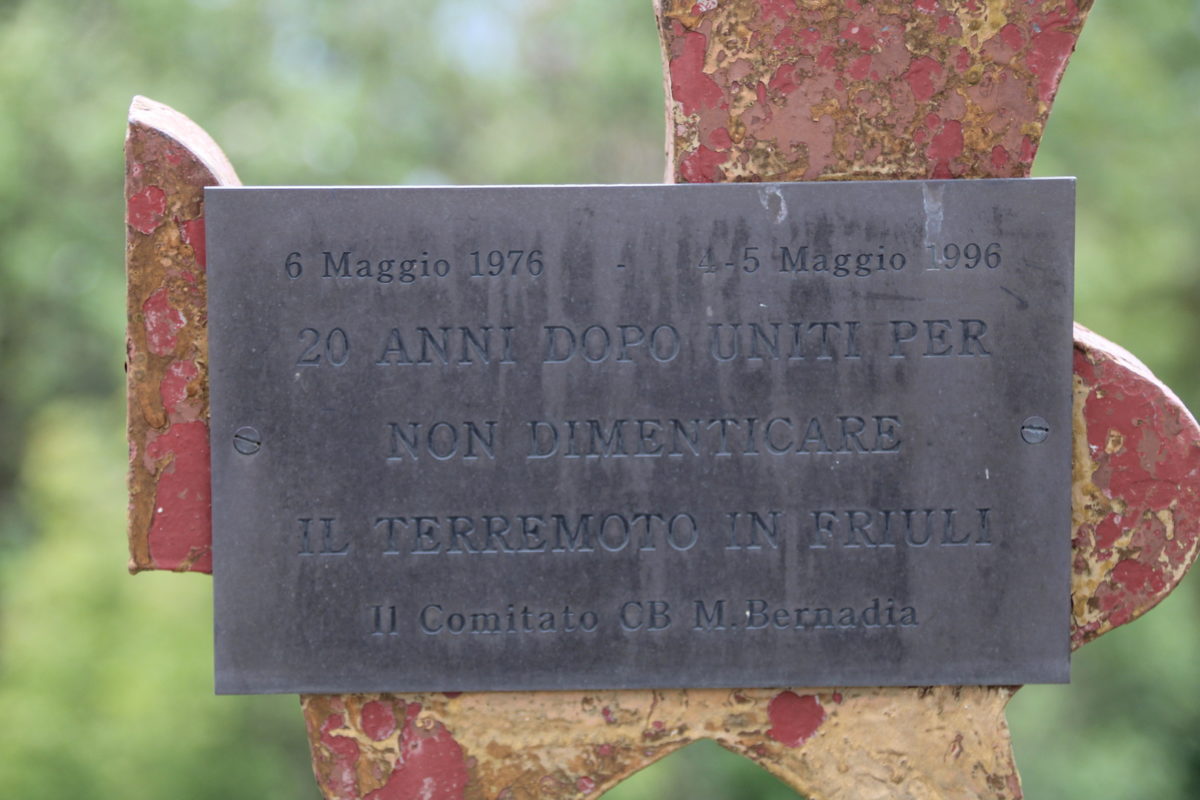 6 Maggio 1976 - 4-5 Maggio 1996
20 ANNI DOPO UNITI PER
NON DIMENTICARE
IL TERREMOTO IN FRIULI
Il Comitato CB M.Bernadia